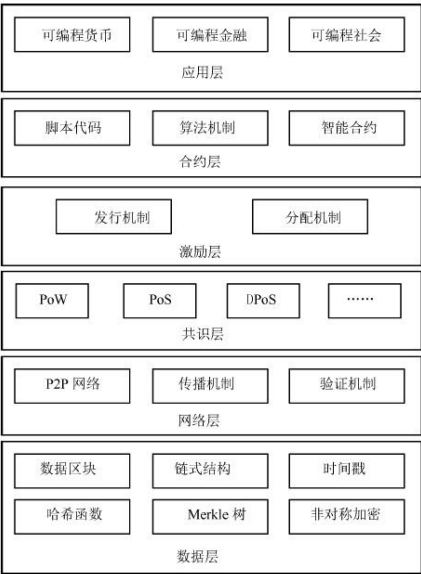 可编程货币 可编程金融 可编程社会
应用层
脚本代码 算法机制 智能合约
合约层
发行机制 分配机制
激励层
PoW PoS DPoS ……
共识层
P2P 网络 传播机制 验证机制
网络层
数据区块 链式结构 时间戳
哈希函数 Merkle 树 非对称加密
数据层